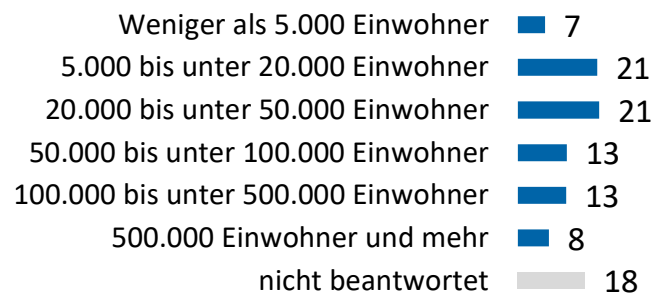 Weniger als 5.000 Einwohner 7
5.000 bis unter 20.000 Einwohner 21
20.000 bis unter 50.000 Einwohner 21
50.000 bis unter 100.000 Einwohner 13
100.000 bis unter 500.000 Einwohner 13
500.000 Einwohner und mehr 8
nicht beantwortet 18